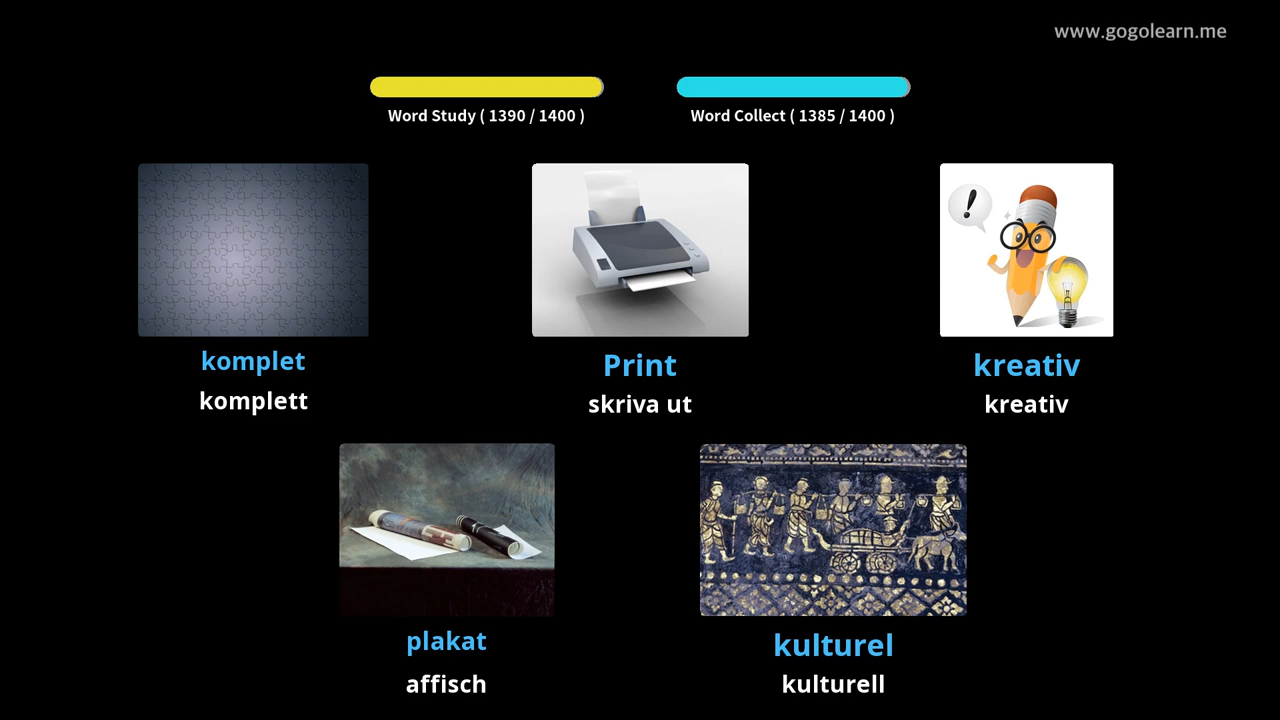 www.gogolearn.me
Word Study ( 1390 / 1400 )
Word Collect ( 1385 / 1400 )
komplet
komplett
Print
skriva ut
kreativ
kreativ
plakat
affisch
kulturel
kulturell